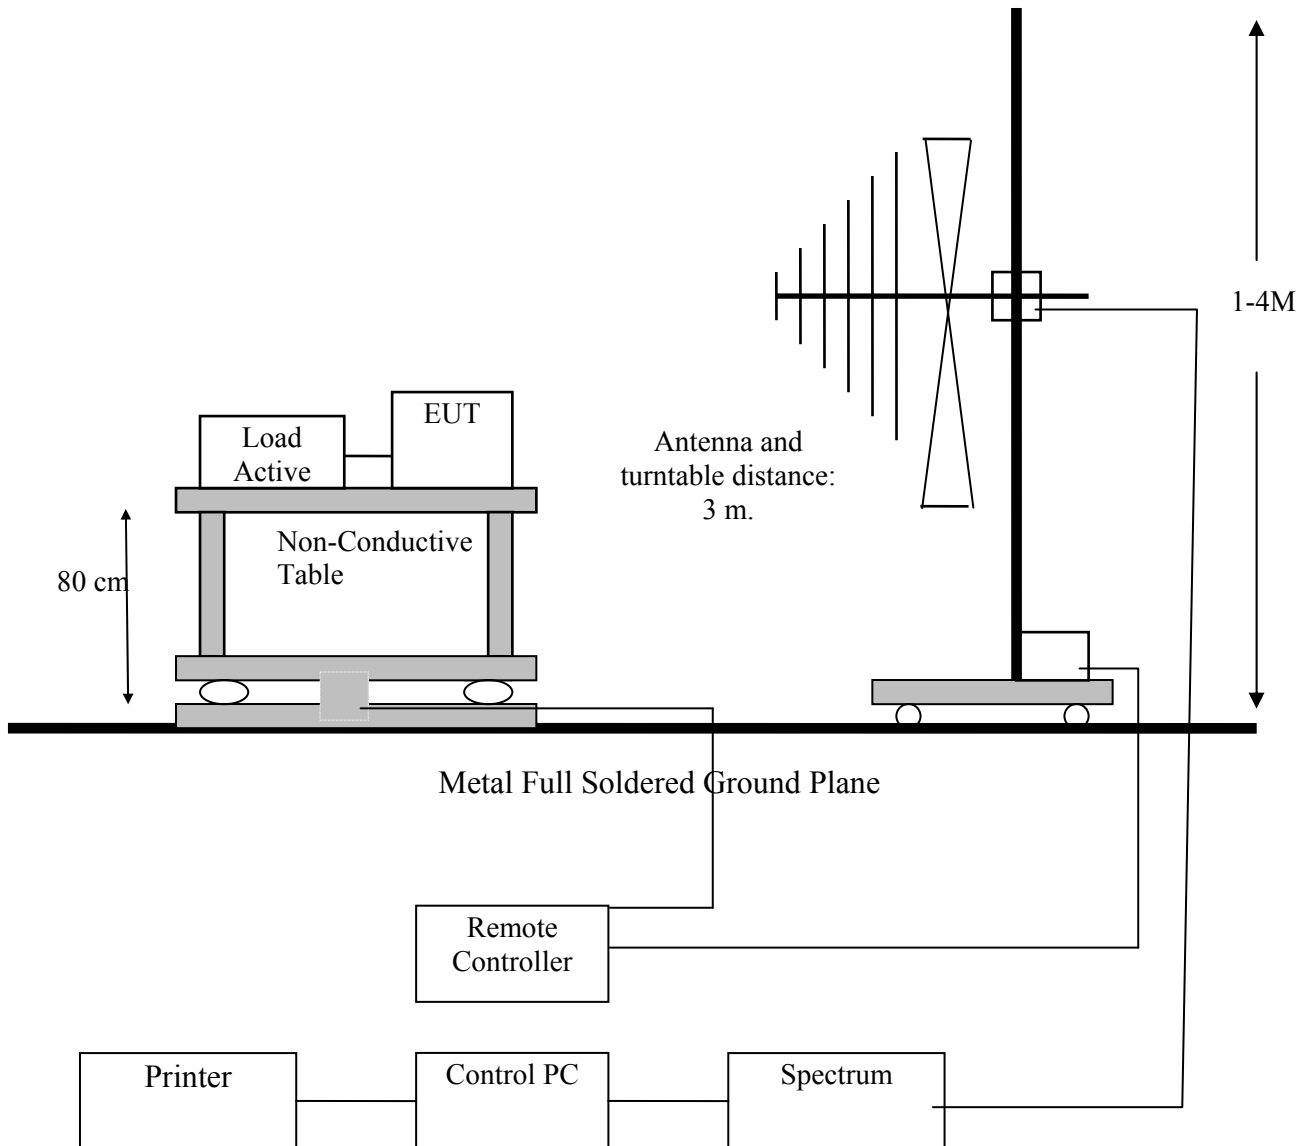 1-4M
EUT
Load
Active
Antenna and
turntable distance:
3 m.
Non-Conductive
Table
80 cm
Metal Full Soldered Ground Plane
Remote
Controller
Printer
Control PC
Spectrum